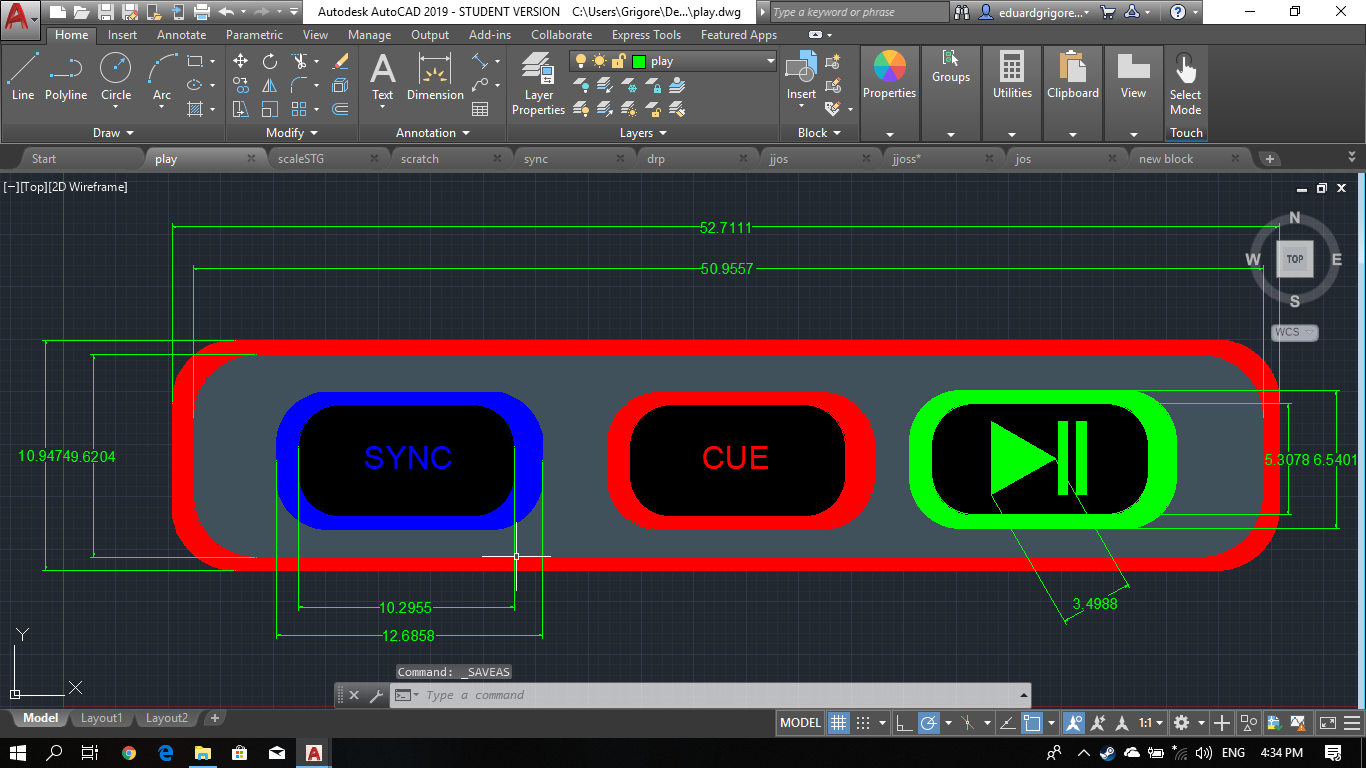 Autodesk AutoCAD 2019 - STUDENT VERSION C:\Users\Grigore\De...\play.dwg Type a keyword or phrase eduardgrigore...
Home Insert Annotate Parametric View Manage Output Add-ins Collaborate Express Tools Featured Apps
play
Line Polyline Circle Arc Text Dimension Layer Properties Insert Properties Groups Utilities Clipboard View Select Mode
Draw Modify Annotation Layers Block Touch
Start play scaleSTG scratch sync drp jjos jjoss* jos new block
[−][Top][2D Wireframe]
N
52.7111
W TOP E
50.9557
S
WCS
SYNC CUE
10.9474 9.6204 5.3078 6.5401
10.2955 3.4988
12.6858
Y
Command: _SAVEAS
X
Type a command
Model Layout1 Layout2 MODEL 1:1
ENG 4:34 PM